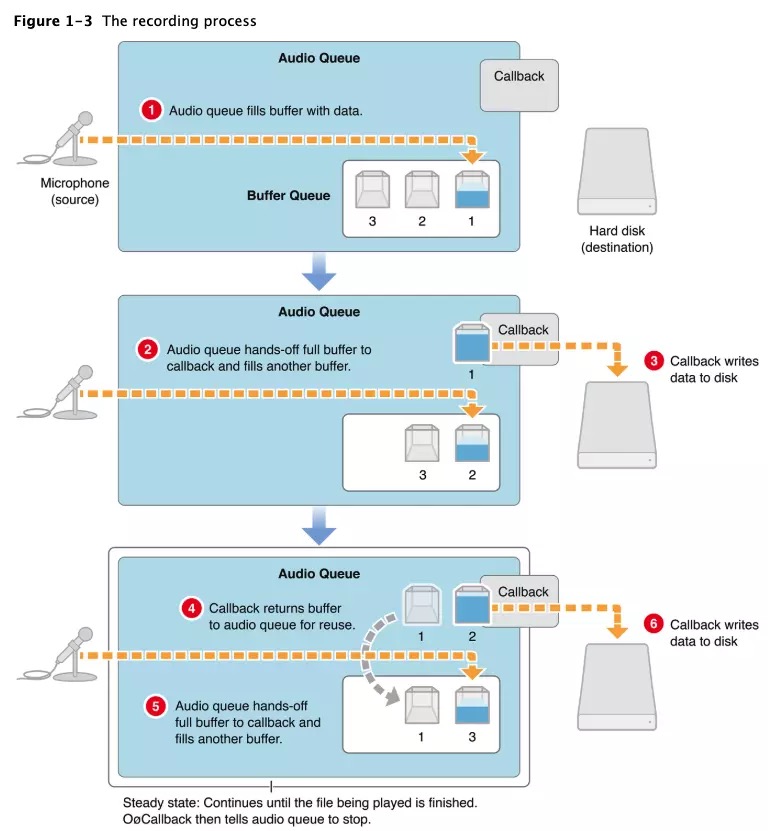 Figure 1-3 The recording process
Audio Queue
Callback
1 Audio queue fills buffer with data.
Microphone
(source)
Buffer Queue
3 2 1
Hard disk
(destination)
Audio Queue
Callback
2 Audio queue hands-off full buffer to
callback and fills another buffer.
1
3 Callback writes
data to disk
3 2
Audio Queue
Callback
4 Callback returns buffer
to audio queue for reuse.
1 2
6 Callback writes
data to disk
5 Audio queue hands-off
full buffer to callback and
fills another buffer.
1 3
Steady state: Continues until the file being played is finished.
OøCallback then tells audio queue to stop.